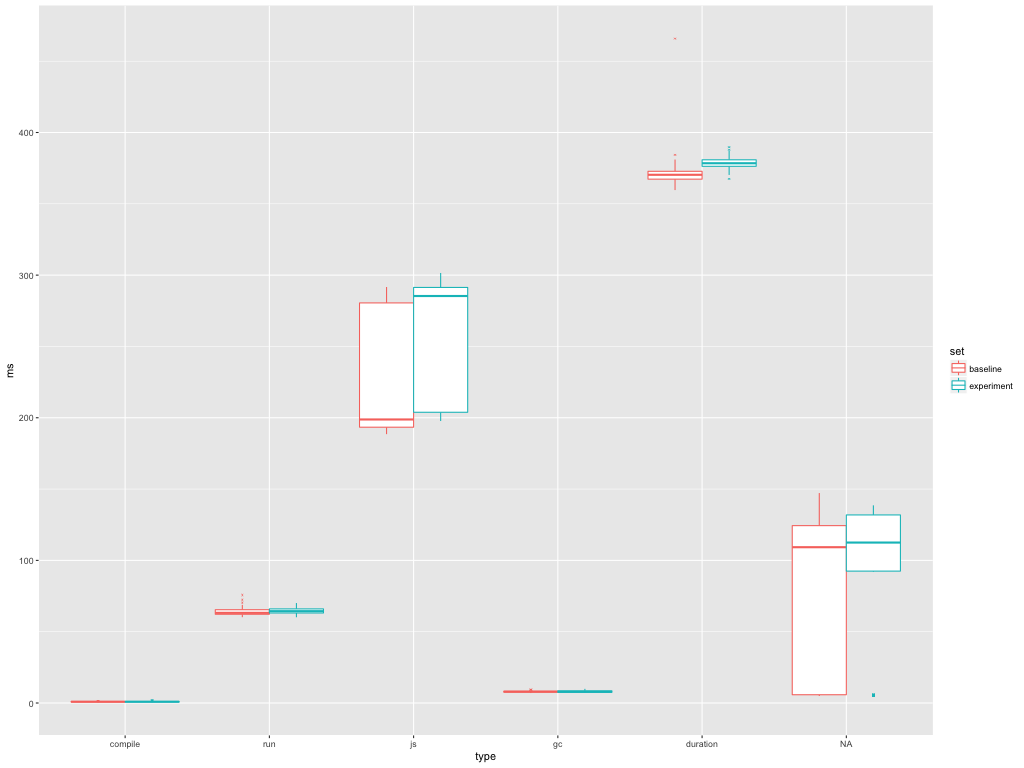 ms
400
300
200
100
0
compile run js gc duration NA
type
set
baseline
experiment